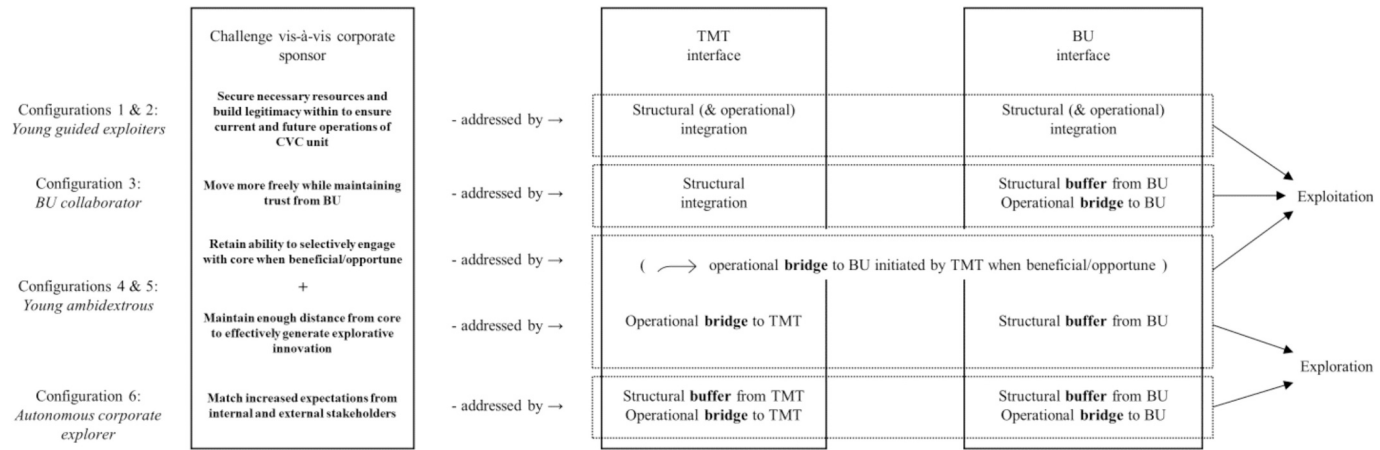 Challenge vis-à-vis corporate
sponsor
TMT
interface
BU
interface
Configurations 1 & 2:
Young guided exploiters
Secure necessary resources and
build legitimacy within to ensure
current and future operations of
CVC unit
- addressed by →
Structural (& operational)
integration
Structural (& operational)
integration
Configuration 3:
BU collaborator
Move more freely while maintaining
trust from BU
- addressed by →
Structural
integration
Structural buffer from BU
Operational bridge to BU
Exploitation
Configurations 4 & 5:
Young ambidextrous
Retain ability to selectively engage
with core when beneficial/opportune
+
Maintain enough distance from core
to effectively generate explorative
innovation
- addressed by →
( operational bridge to BU initiated by TMT when beneficial/opportune )
- addressed by →
Operational bridge to TMT
Structural buffer from BU
Exploration
Configuration 6:
Autonomous corporate
explorer
Match increased expectations from
internal and external stakeholders
- addressed by →
Structural buffer from TMT
Operational bridge to TMT
Structural buffer from BU
Operational bridge to BU